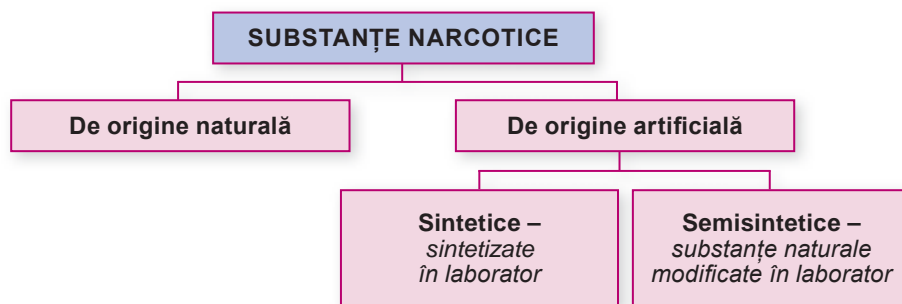 SUBSTANȚE NARCOTICE
De origine naturală
De origine artificială
Sintetice –
sintetizate
în laborator
Semisintetice –
substanțe naturale
modificate în laborator